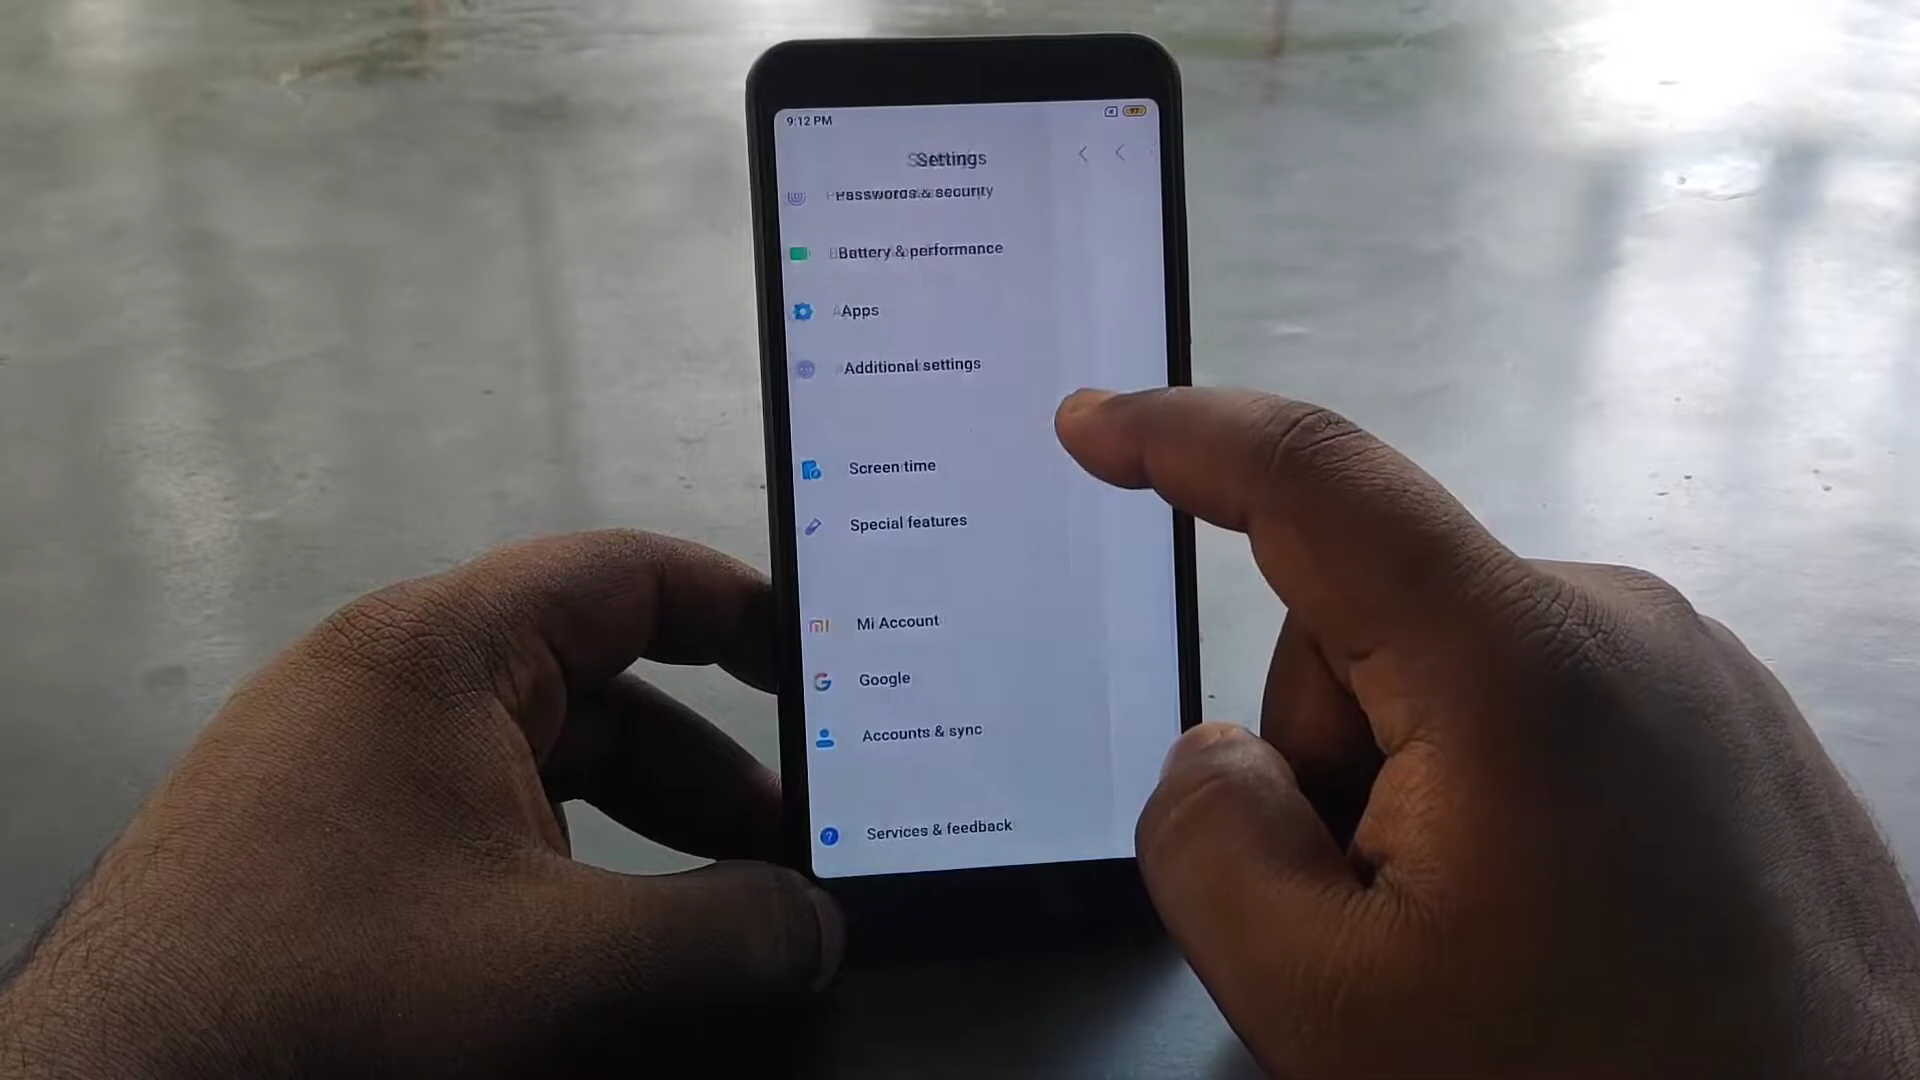 9:12 PM
Settings
Passwords & security
Battery & performance
Apps
Additional settings
Screen time
Special features
Mi Account
Google
Accounts & sync
Services & feedback